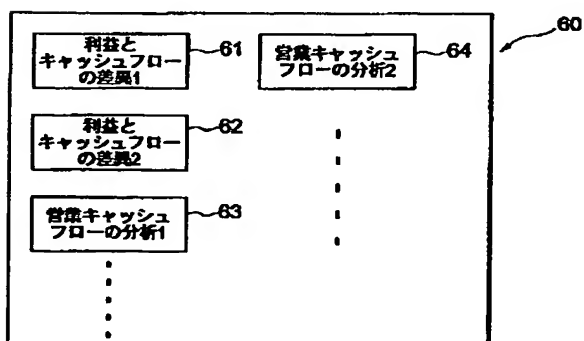 利益と
キャッシュフロー
の差異1
61
利益と
キャッシュフロー
の差異2
62
営業キャッシュ
フローの分析1
63
営業キャッシュ
フローの分析2
64
60